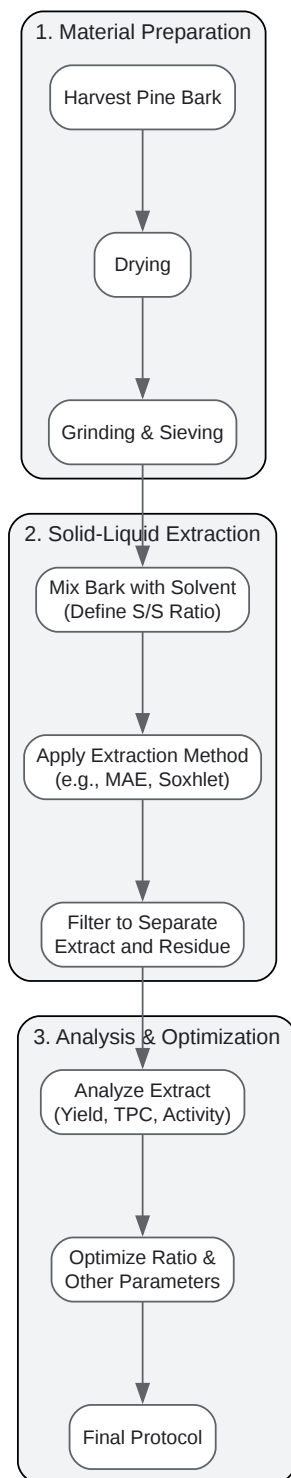 1. Material Preparation
Harvest Pine Bark
Drying
Grinding & Sieving
2. Solid-Liquid Extraction
Mix Bark with Solvent
(Define S/S Ratio)
Apply Extraction Method
(e.g., MAE, Soxhlet)
Filter to Separate
Extract and Residue
3. Analysis & Optimization
Analyze Extract
(Yield, TPC, Activity)
Optimize Ratio &
Other Parameters
Final Protocol